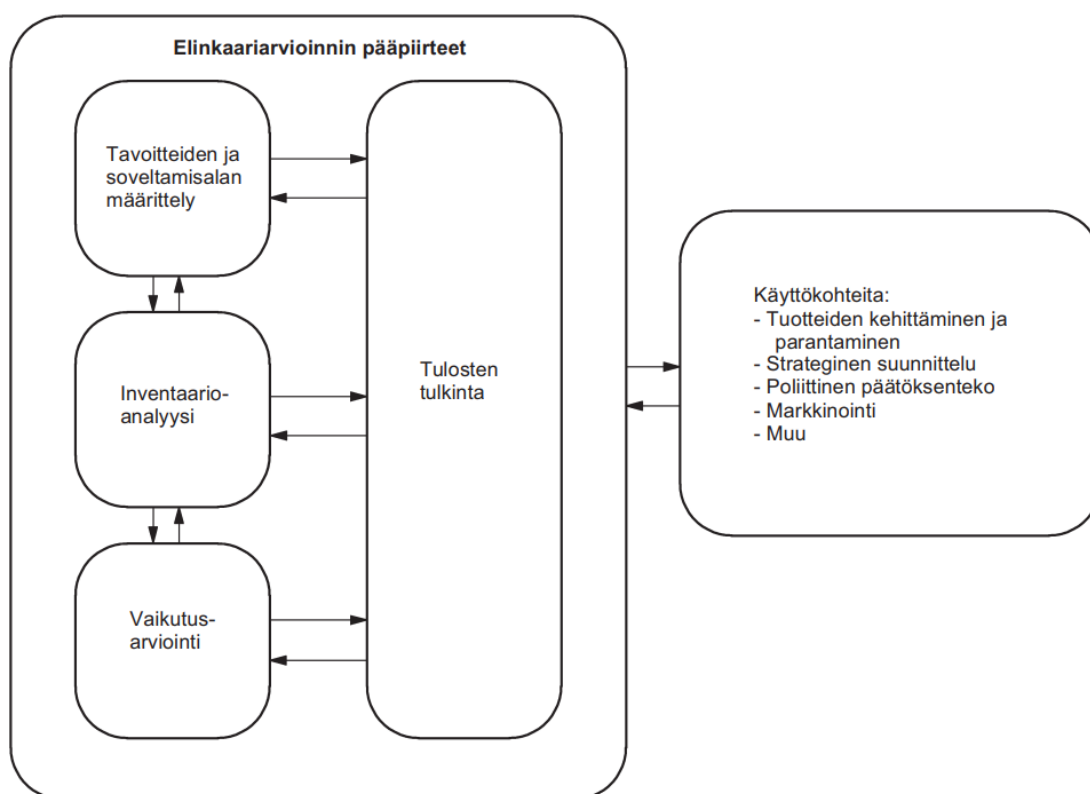 Elinkaariarvioinnin pääpiirteet
Tavoitteiden ja
soveltamisalan
määrittely
Inventaario-
analyysi
Vaikutus-
arviointi
Tulosten
tulkinta
Käyttökohteita:
- Tuotteiden kehittäminen ja
parantaminen
- Strateginen suunnittelu
- Poliittinen päätöksenteko
- Markkinointi
- Muu